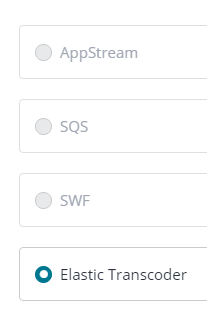 AppStream
SQS
SWF
Elastic Transcoder